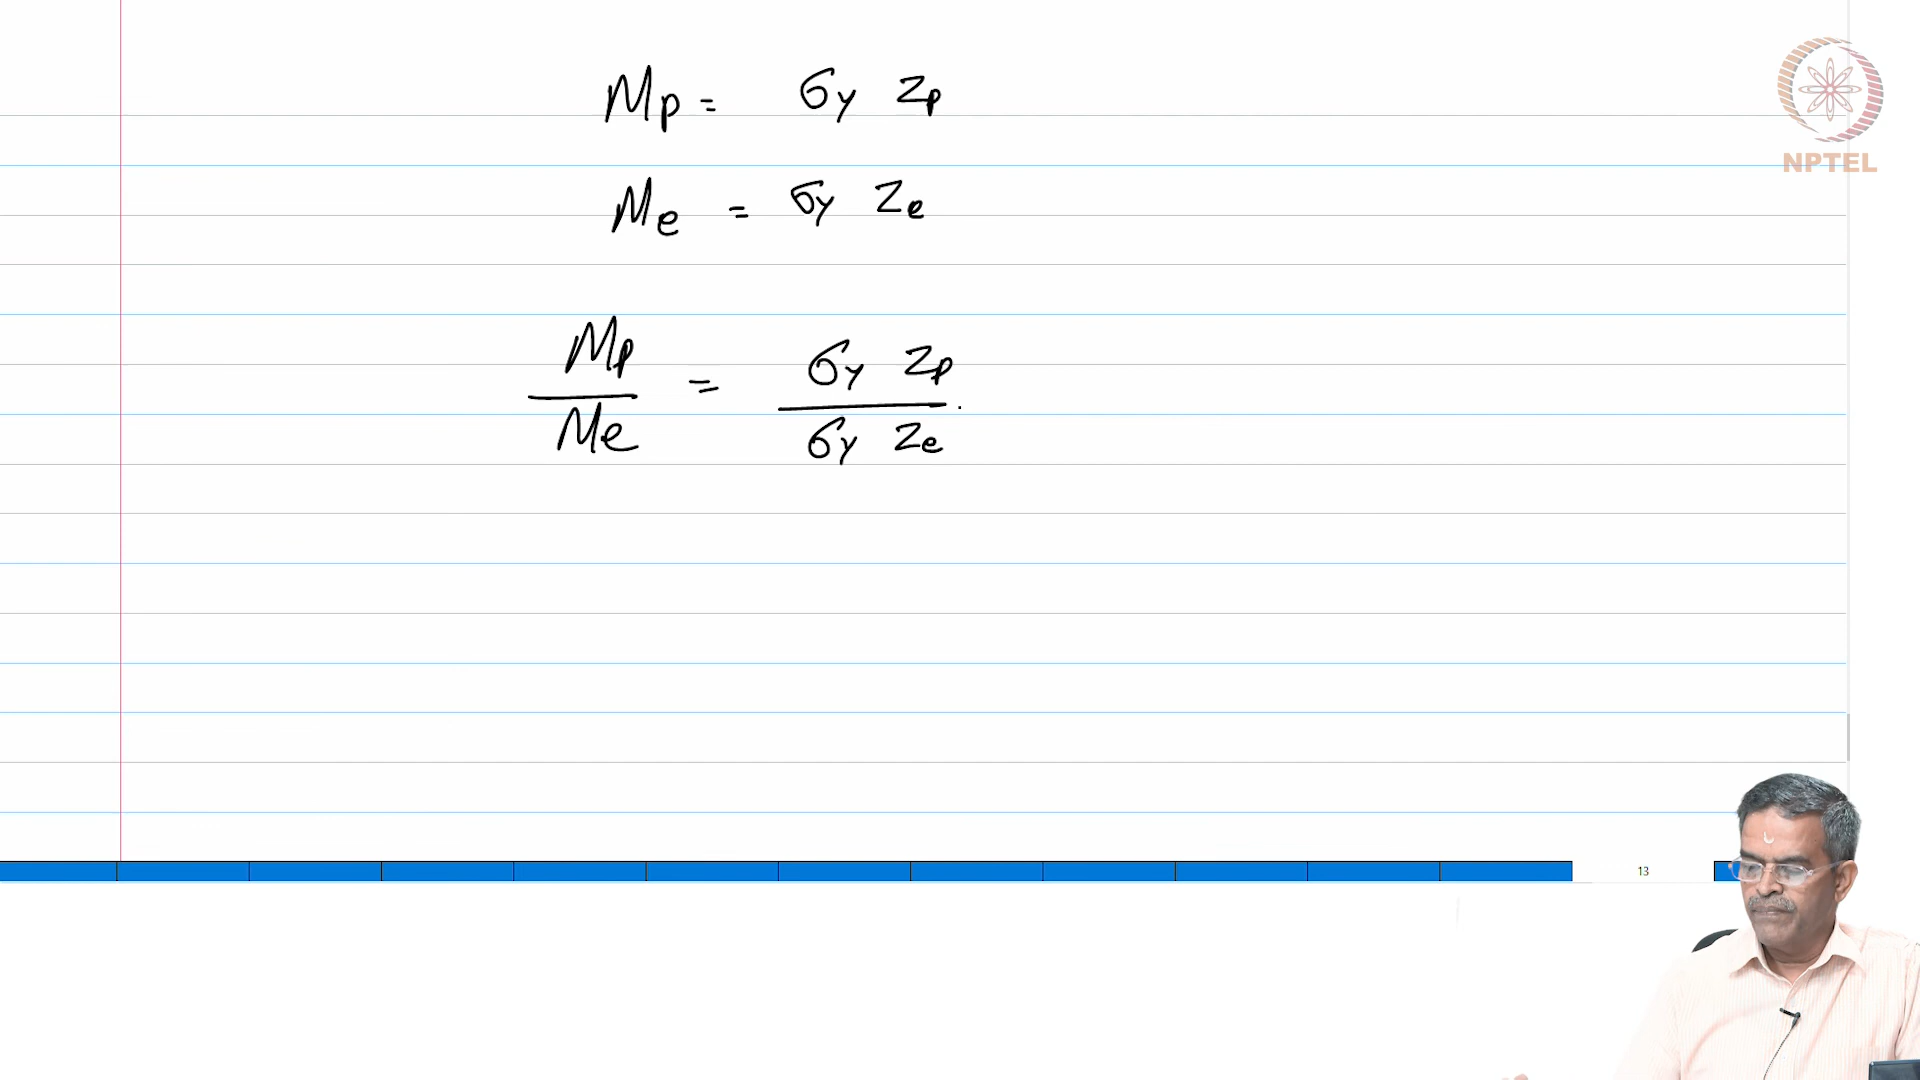 Mp = σy Zp
Me = σy Ze
Mp / Me = σy Zp / σy Ze
NPTEL
13